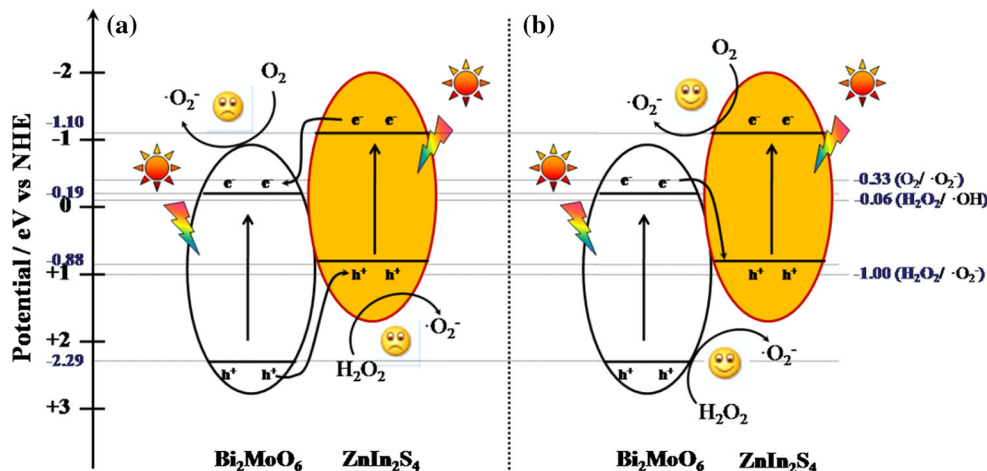 (a)
(b)
Potential / eV vs NHE
-2
-1.10
-1
-0.19
0
-0.88
+1
+2
-2.29
+3
O₂
·O₂⁻
e⁻ e⁻
e⁻ e⁻
h⁺ h⁺
·O₂⁻
H₂O₂
h⁺ h⁺
Bi₂MoO₆
ZnIn₂S₄
O₂
·O₂⁻
e⁻ e⁻
e⁻ e⁻
-0.33 (O₂/ ·O₂⁻)
-0.06 (H₂O₂/ ·OH)
h⁺ h⁺
-1.00 (H₂O₂/ ·O₂⁻)
·O₂⁻
h⁺ h⁺
H₂O₂
Bi₂MoO₆
ZnIn₂S₄